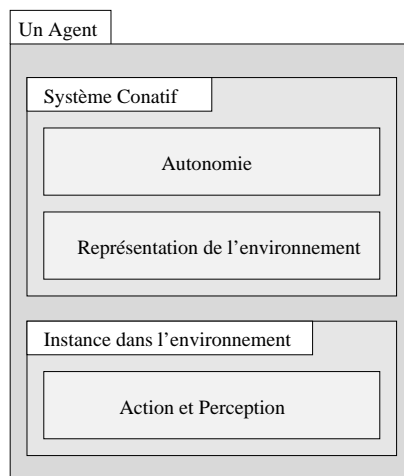 Un Agent
Système Conatif
Autonomie
Représentation de l'environnement
Instance dans l'environnement
Action et Perception